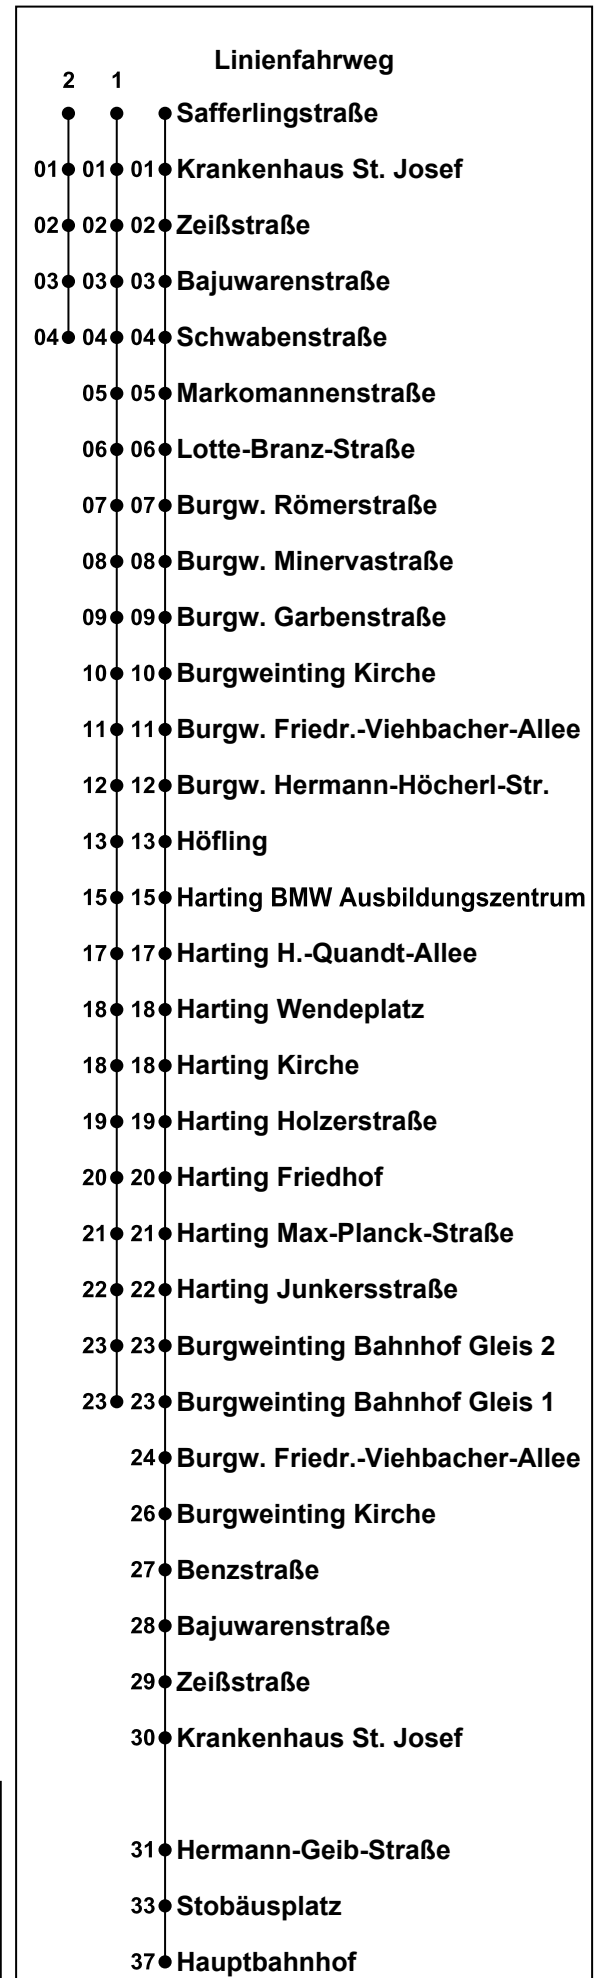 Linienfahrweg
2 1
Safferlingstraße
01 01 01 Krankenhaus St. Josef
02 02 02 Zeißstraße
03 03 03 Bajuwarenstraße
04 04 04 Schwabenstraße
05 05 Markomannenstraße
06 06 Lotte-Branz-Straße
07 07 Burgw. Römerstraße
08 08 Burgw. Minervastraße
09 09 Burgw. Garbenstraße
10 10 Burgweinting Kirche
11 11 Burgw. Friedr.-Viehbacher-Allee
12 12 Burgw. Hermann-Höcherl-Str.
13 13 Höfling
15 15 Harting BMW Ausbildungszentrum
17 17 Harting H.-Quandt-Allee
18 18 Harting Wendeplatz
18 18 Harting Kirche
19 19 Harting Holzerstraße
20 20 Harting Friedhof
21 21 Harting Max-Planck-Straße
22 22 Harting Junkersstraße
23 23 Burgweinting Bahnhof Gleis 2
23 23 Burgweinting Bahnhof Gleis 1
24 Burgw. Friedr.-Viehbacher-Allee
26 Burgweinting Kirche
27 Benzstraße
28 Bajuwarenstraße
29 Zeißstraße
30 Krankenhaus St. Josef
31 Hermann-Geib-Straße
33 Stobäusplatz
37 Hauptbahnhof